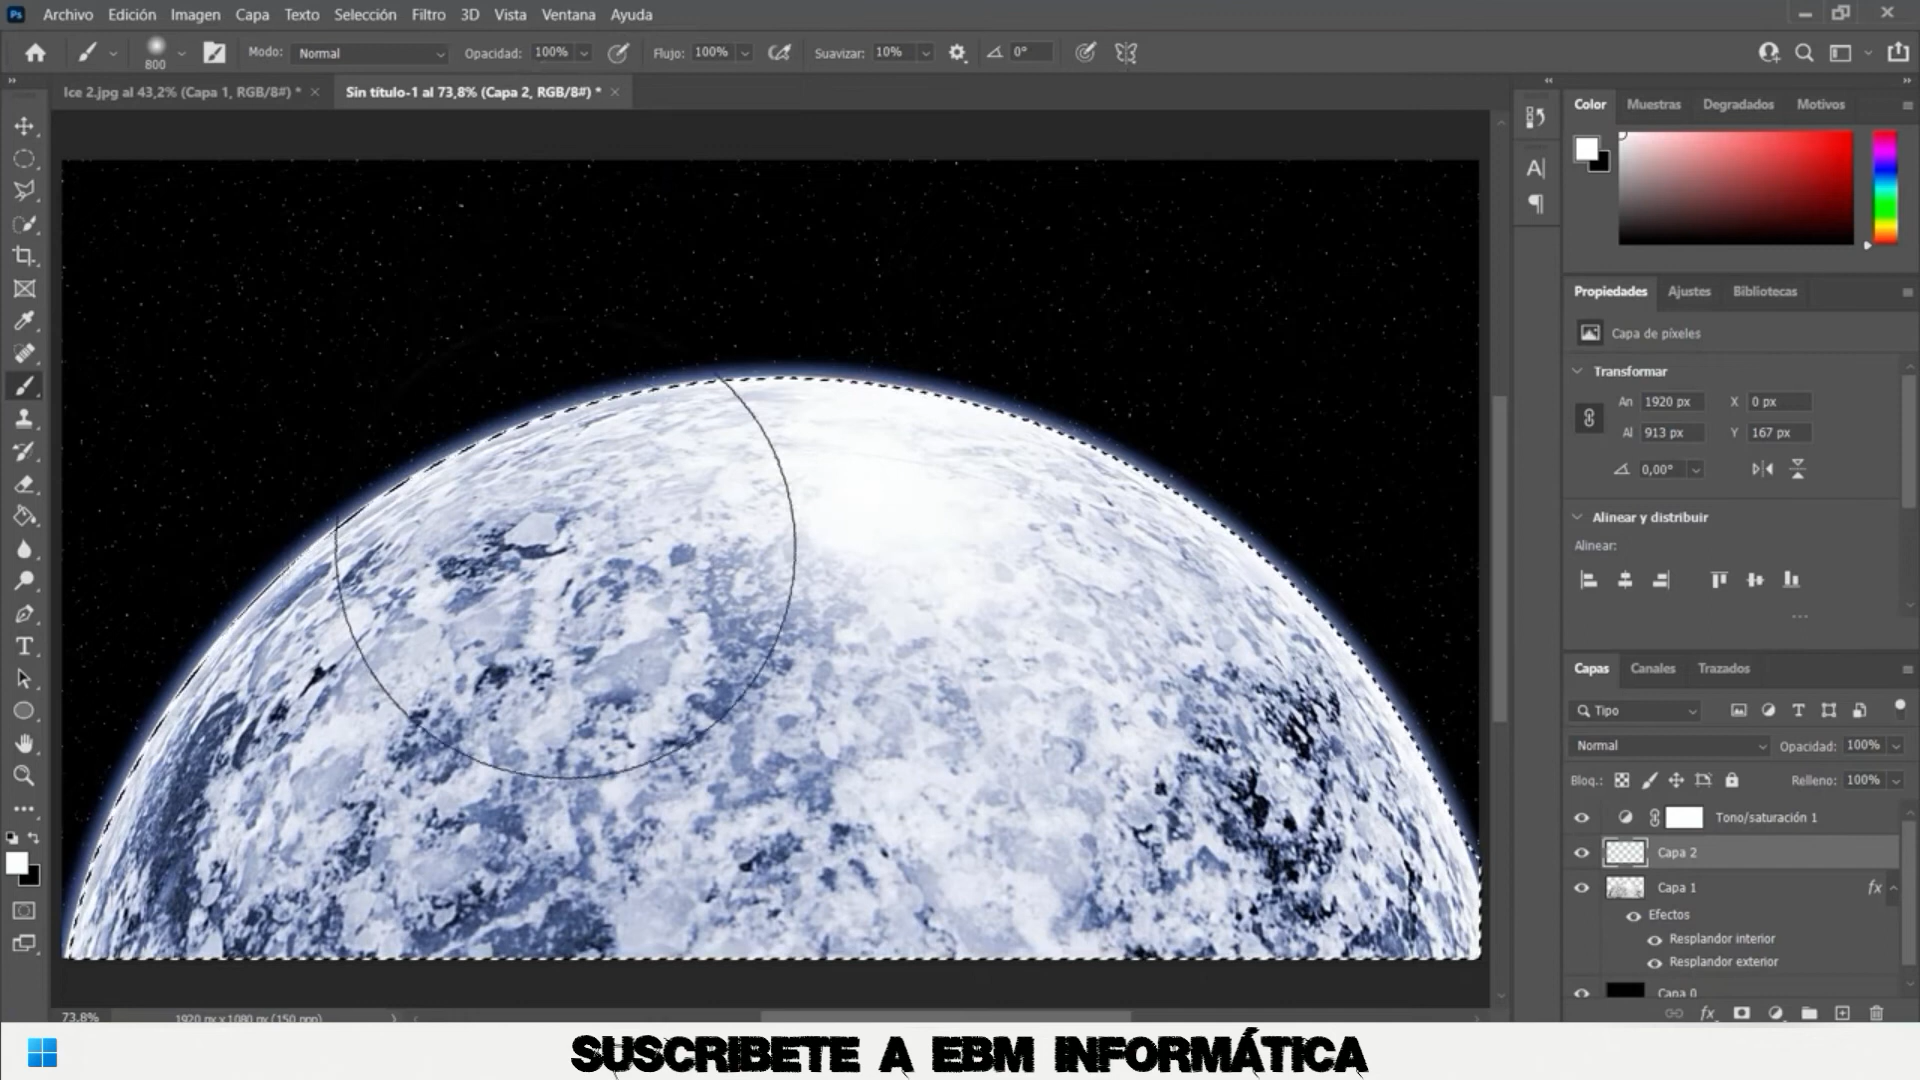 Ps Archivo Edición Imagen Capa Texto Selección Filtro 3D Vista Ventana Ayuda
800 Modo: Normal Opacidad: 100% Flujo: 100% Suavizar: 10% 0°
Ice 2.jpg al 43,2% (Capa 1, RGB/8#) * Sin título-1 al 73,8% (Capa 2, RGB/8#) *
Color Muestras Degradados Motivos
Propiedades Ajustes Bibliotecas
Capa de píxeles
Transformar
An 1920 px X 0 px
Al 913 px Y 167 px
0,00°
Alinear y distribuir
Alinear:
Capas Canales Trazados
Tipo
Normal Opacidad: 100%
Bloq.: Relleno: 100%
Tono/saturación 1
Capa 2
Capa 1 fx
Efectos
Resplandor interior
Resplandor exterior
Capa 0
fx
73,8% 1920 px x 1080 px (150 ppp)
SUSCRIBETE A EBM INFORMÁTICA